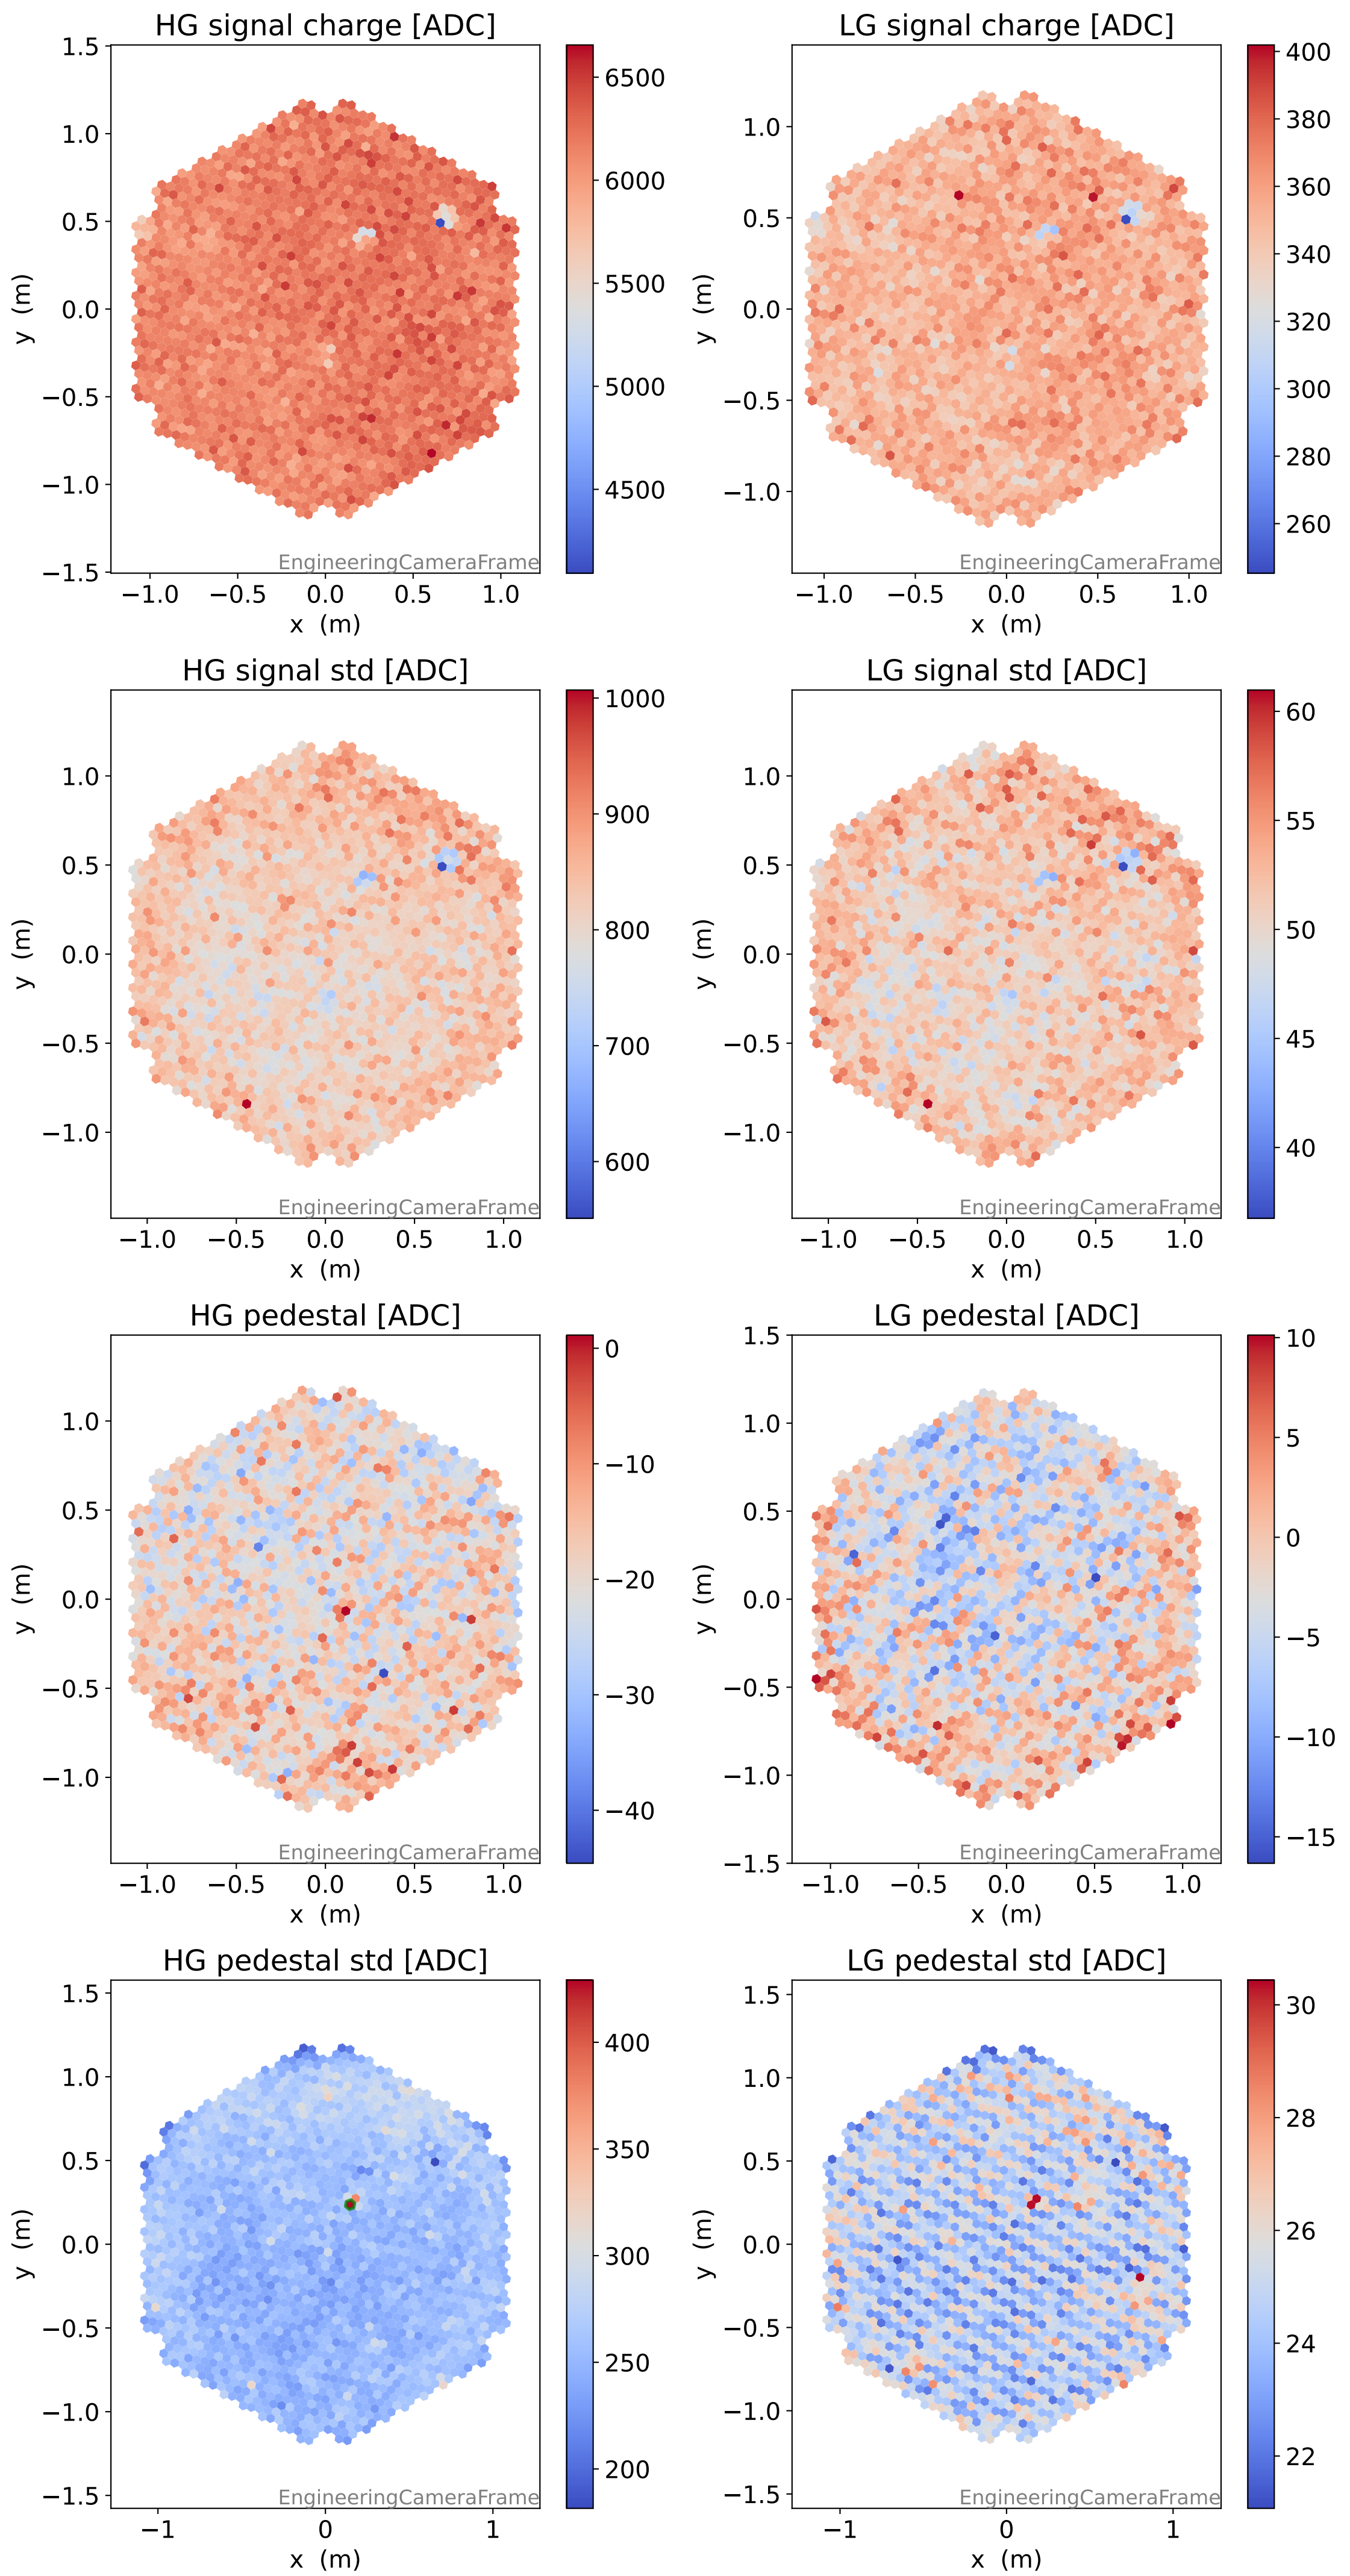 HG signal charge [ADC]
LG signal charge [ADC]
1.5
1.0
0.5
0.0
−0.5
−1.0
−1.5
y (m)
−1.0 −0.5 0.0 0.5 1.0
x (m)
EngineeringCameraFrame
6500
6000
5500
5000
4500
1.0
0.5
0.0
−0.5
−1.0
y (m)
−1.0 −0.5 0.0 0.5 1.0
x (m)
EngineeringCameraFrame
400
380
360
340
320
300
280
260
HG signal std [ADC]
LG signal std [ADC]
1.0
0.5
0.0
−0.5
−1.0
y (m)
−1.0 −0.5 0.0 0.5 1.0
x (m)
EngineeringCameraFrame
1000
900
800
700
600
1.0
0.5
0.0
−0.5
−1.0
y (m)
−1.0 −0.5 0.0 0.5 1.0
x (m)
EngineeringCameraFrame
60
55
50
45
40
HG pedestal [ADC]
LG pedestal [ADC]
1.0
0.5
0.0
−0.5
−1.0
y (m)
−1.0 −0.5 0.0 0.5 1.0
x (m)
EngineeringCameraFrame
0
−10
−20
−30
−40
1.5
1.0
0.5
0.0
−0.5
−1.0
−1.5
y (m)
−1.0 −0.5 0.0 0.5 1.0
x (m)
EngineeringCameraFrame
10
5
0
−5
−10
−15
HG pedestal std [ADC]
LG pedestal std [ADC]
1.5
1.0
0.5
0.0
−0.5
−1.0
−1.5
y (m)
−1 0 1
x (m)
EngineeringCameraFrame
400
350
300
250
200
1.5
1.0
0.5
0.0
−0.5
−1.0
−1.5
y (m)
−1 0 1
x (m)
EngineeringCameraFrame
30
28
26
24
22